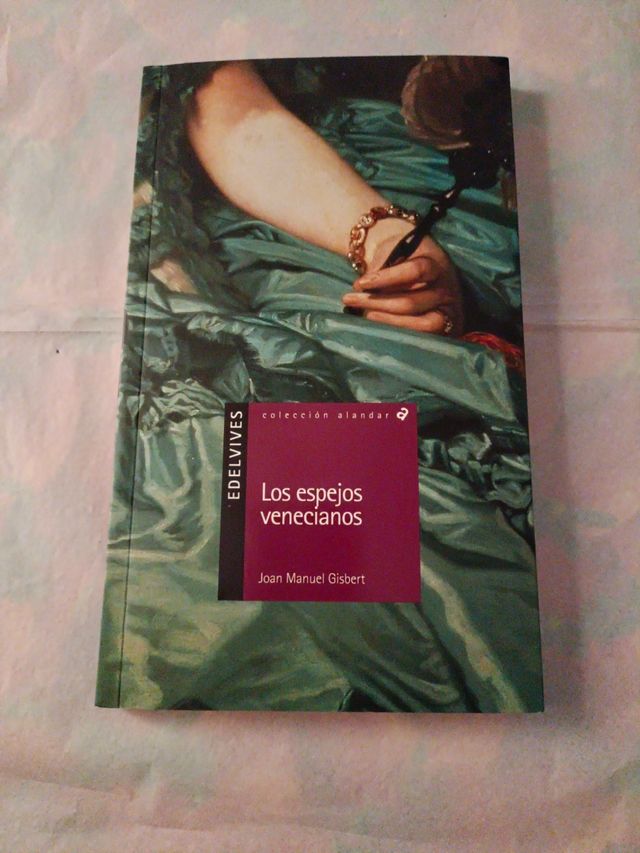 EDELVIVES
colección alandar a
Los espejos
venecianos
Joan Manuel Gisbert